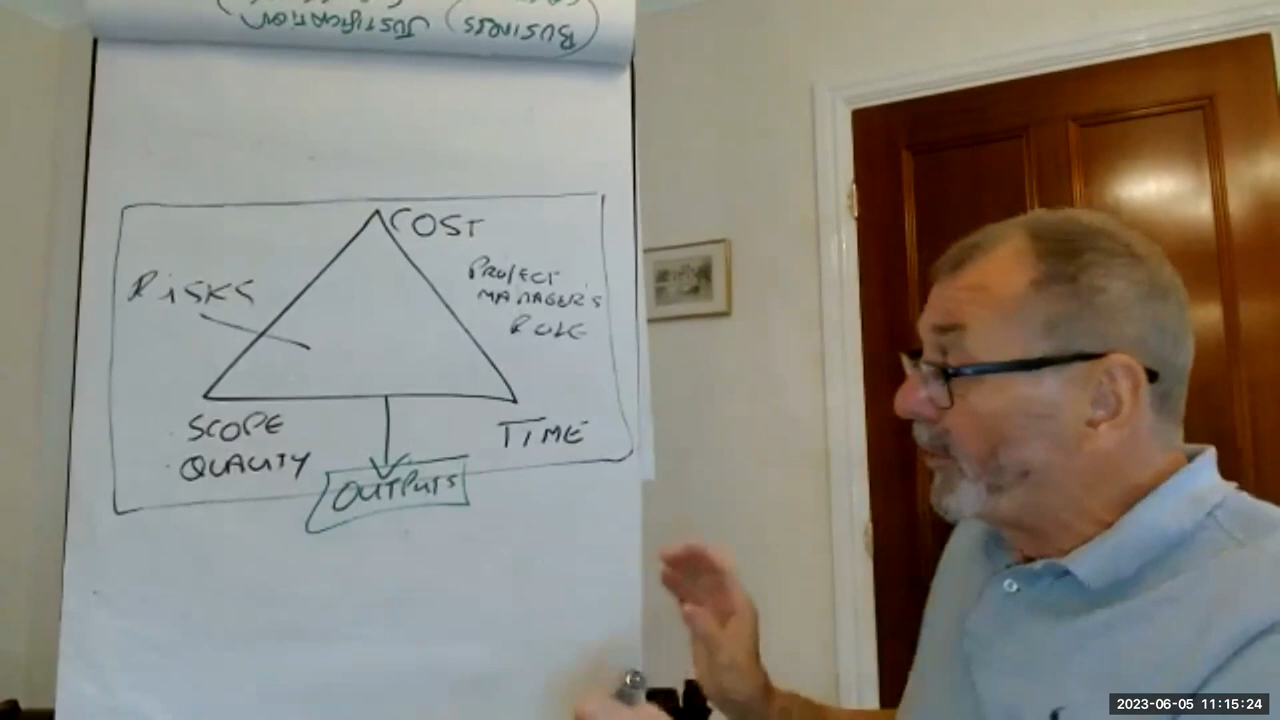 (BUSINESS) JUSTIFICATION
COST
RISKS
PROJECT
MANAGER'S
ROLE
SCOPE
QUALITY
TIME
OUTPUTS
2023-06-05 11:15:24